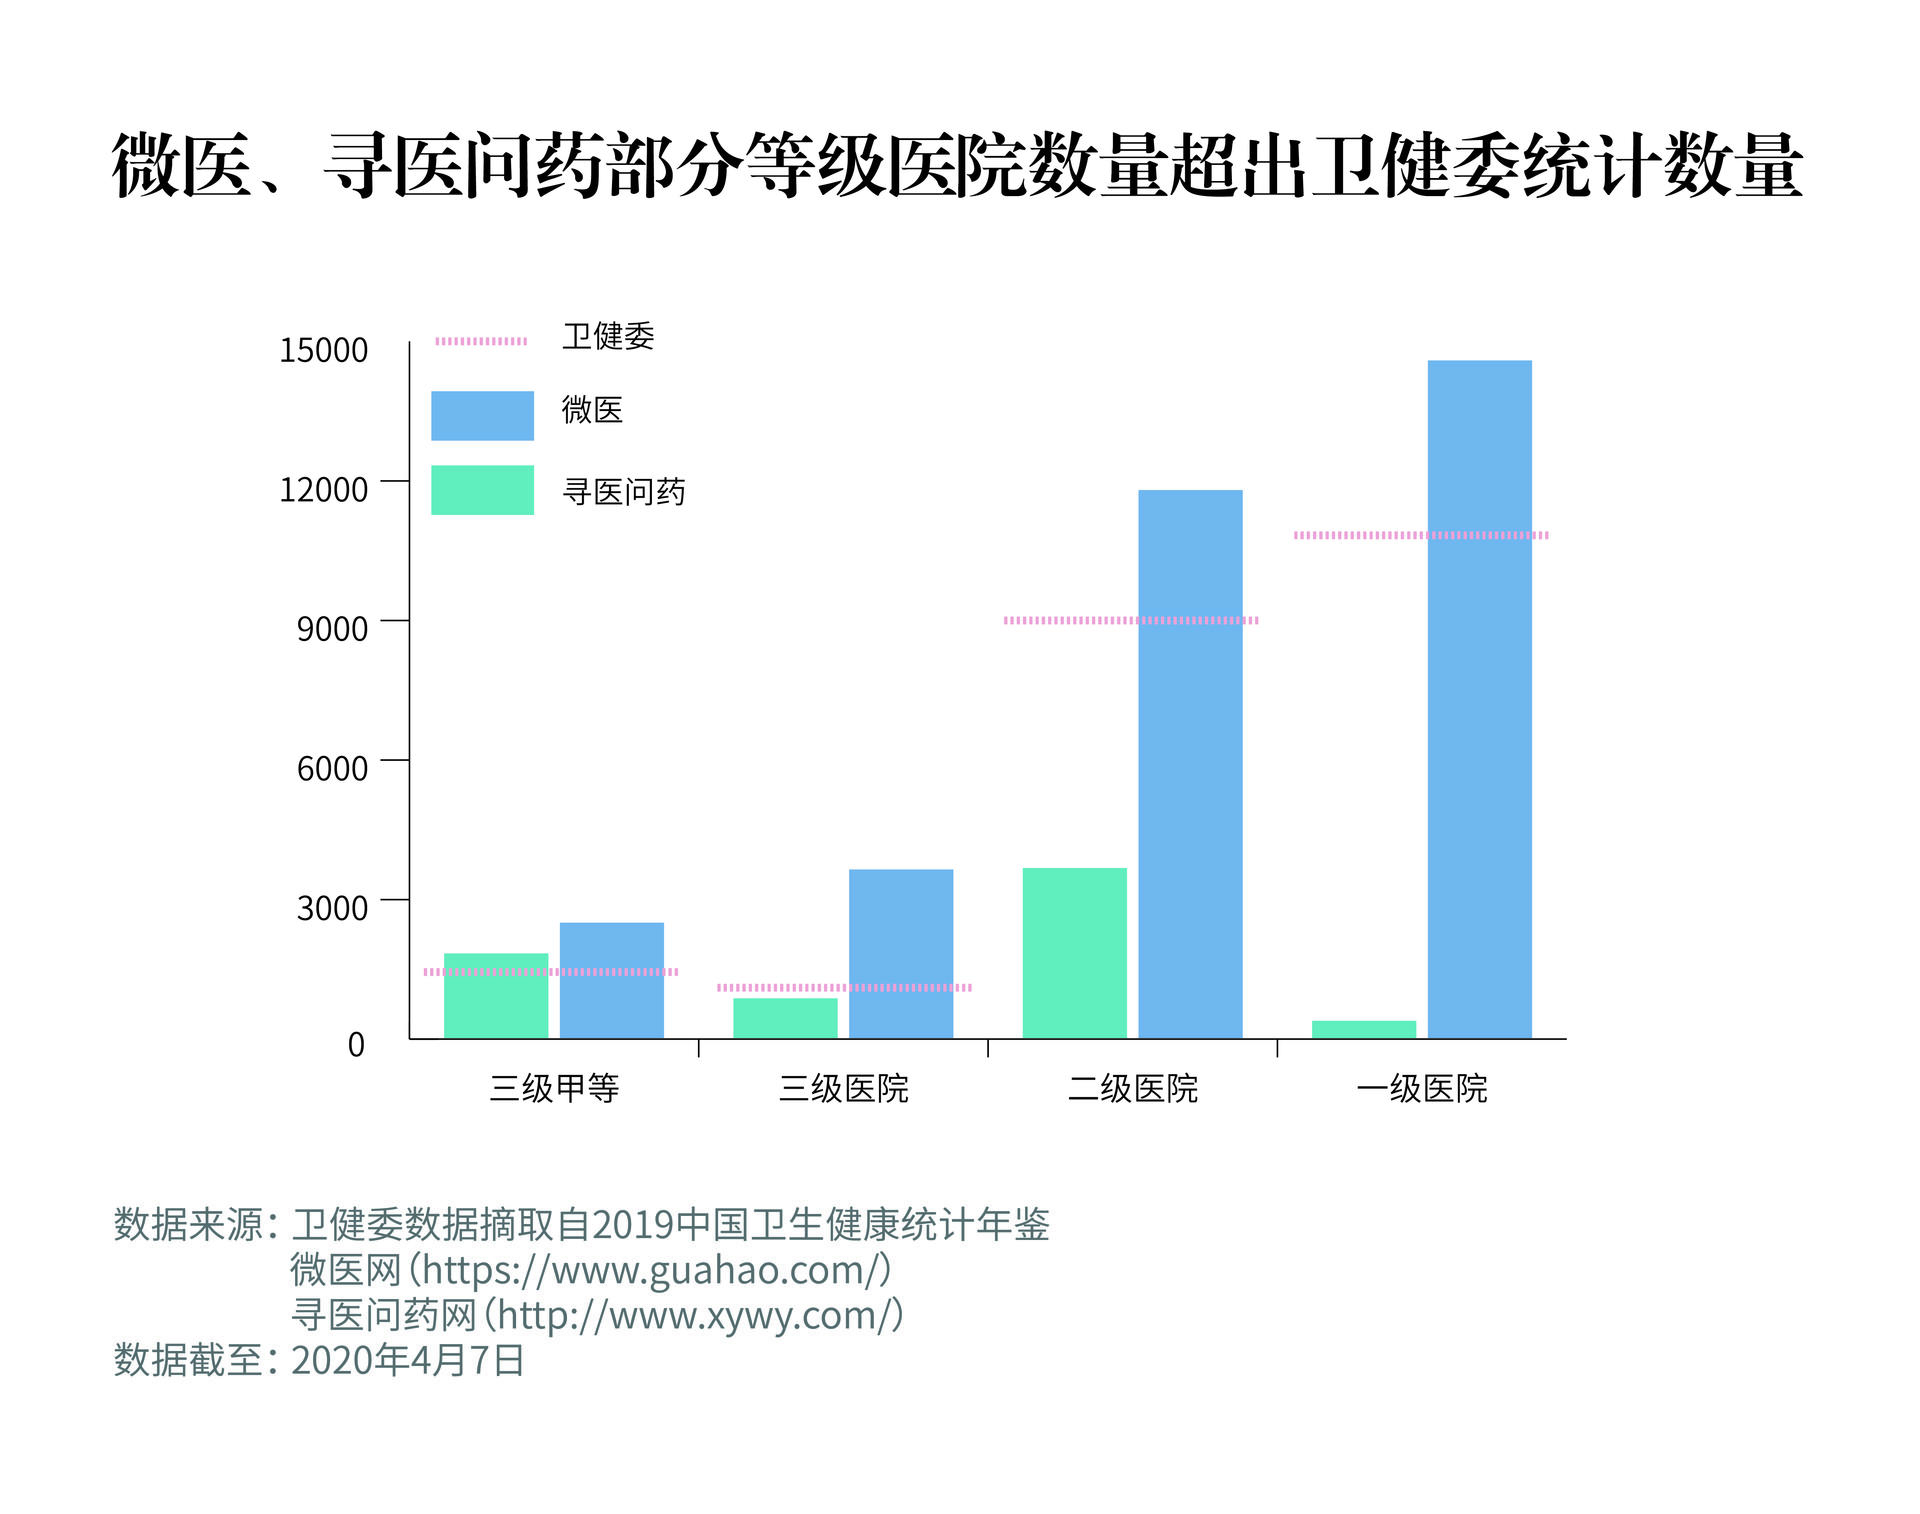 微医、寻医问药部分等级医院数量超出卫健委统计数量
15000
卫健委
微医
12000
寻医问药
9000
6000
3000
0
三级甲等 三级医院 二级医院 一级医院
数据来源：卫健委数据摘取自2019中国卫生健康统计年鉴
微医网（https://www.guahao.com/）
寻医问药网（http://www.xywy.com/）
数据截至：2020年4月7日